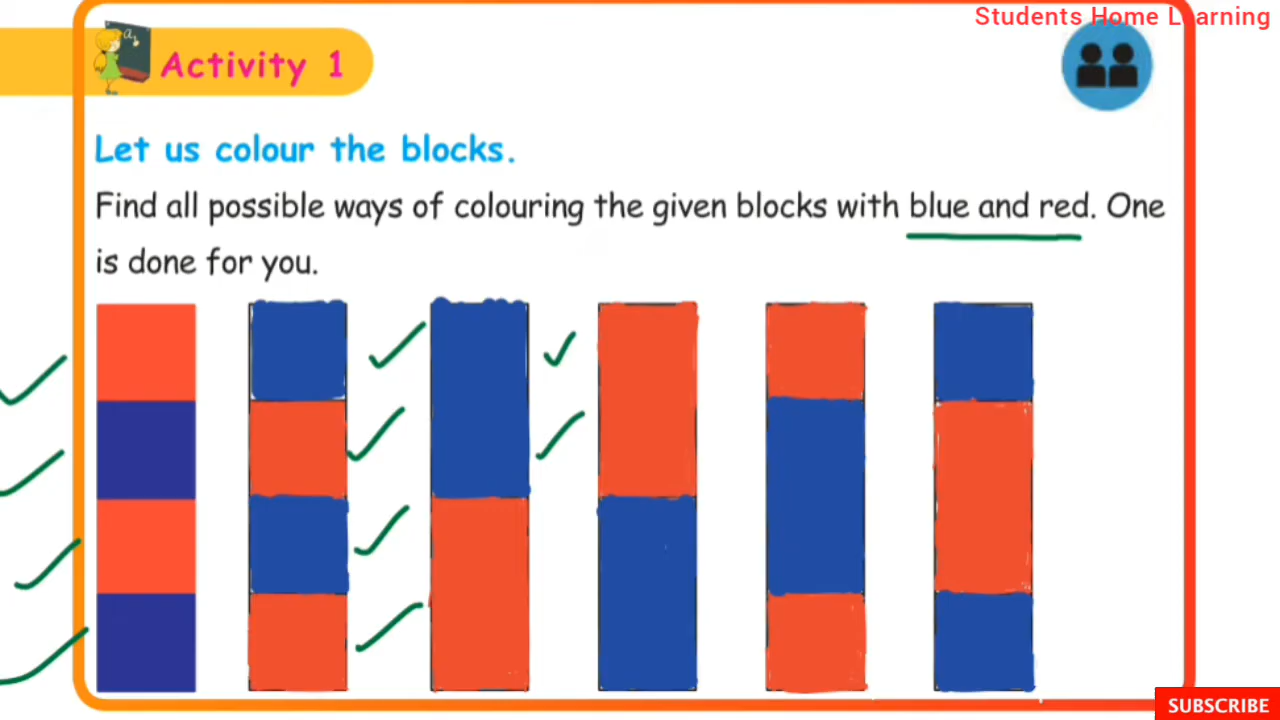 Students Home Learning
Activity 1
Let us colour the blocks.
Find all possible ways of colouring the given blocks with blue and red. One
is done for you.
SUBSCRIBE